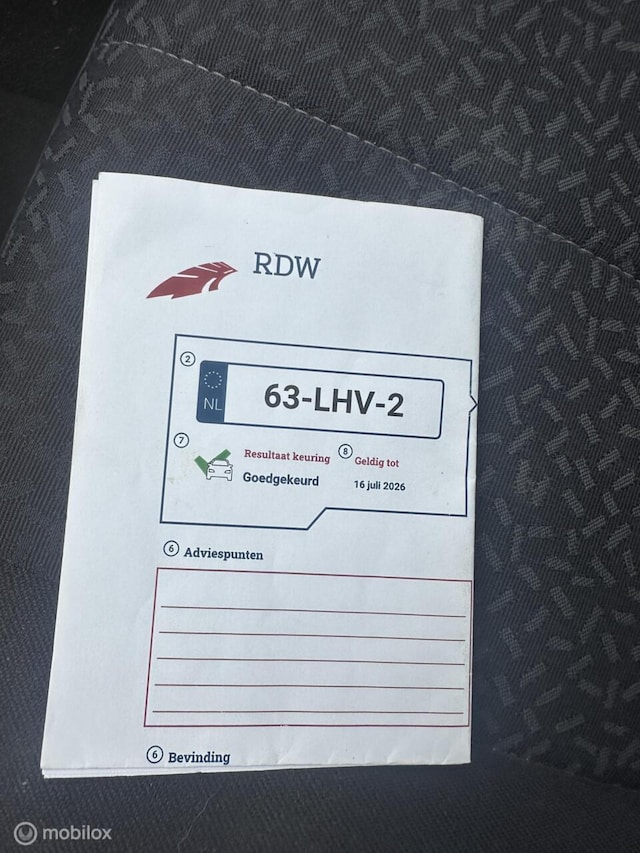 RDW
2
NL
63-LHV-2
7
Resultaat keuring
8
Geldig tot
Goedgekeurd
16 juli 2026
6 Adviespunten
6 Bevinding
mobilox